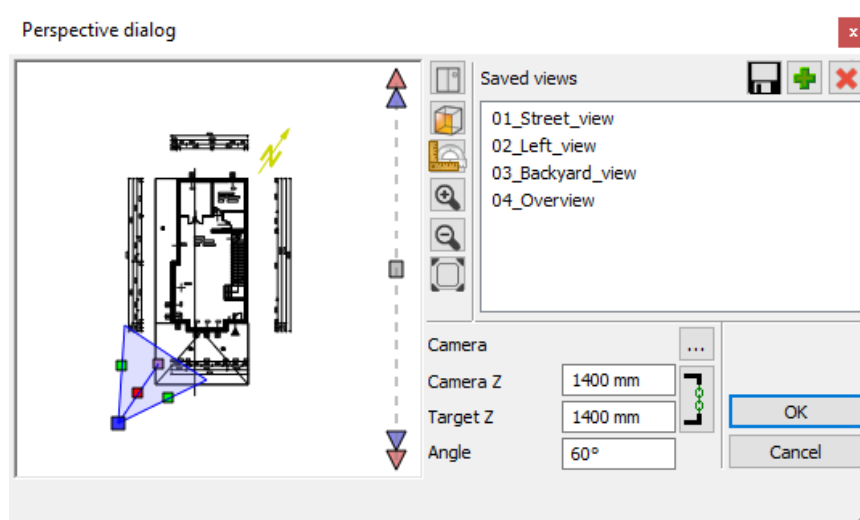 Perspective dialog
x
Saved views
01_Street_view
02_Left_view
03_Backyard_view
04_Overview
N
Camera
...
Camera Z 1400 mm
Target Z 1400 mm
Angle 60°
OK
Cancel